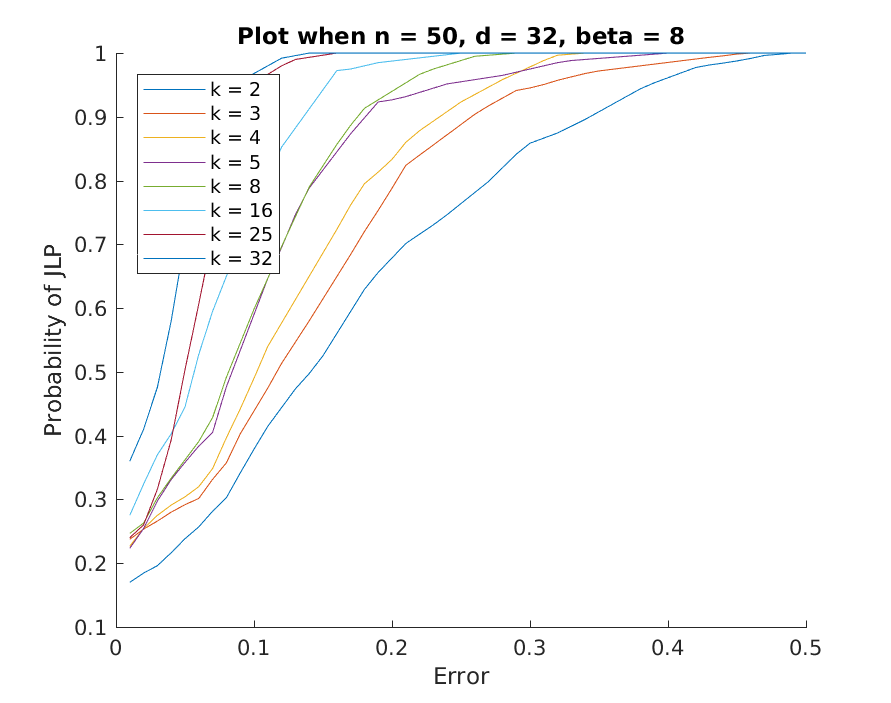 Plot when n = 50, d = 32, beta = 8
1
0.9
0.8
0.7
0.6
0.5
0.4
0.3
0.2
0.1
Probability of JLP
k = 2
k = 3
k = 4
k = 5
k = 8
k = 16
k = 25
k = 32
0 0.1 0.2 0.3 0.4 0.5
Error